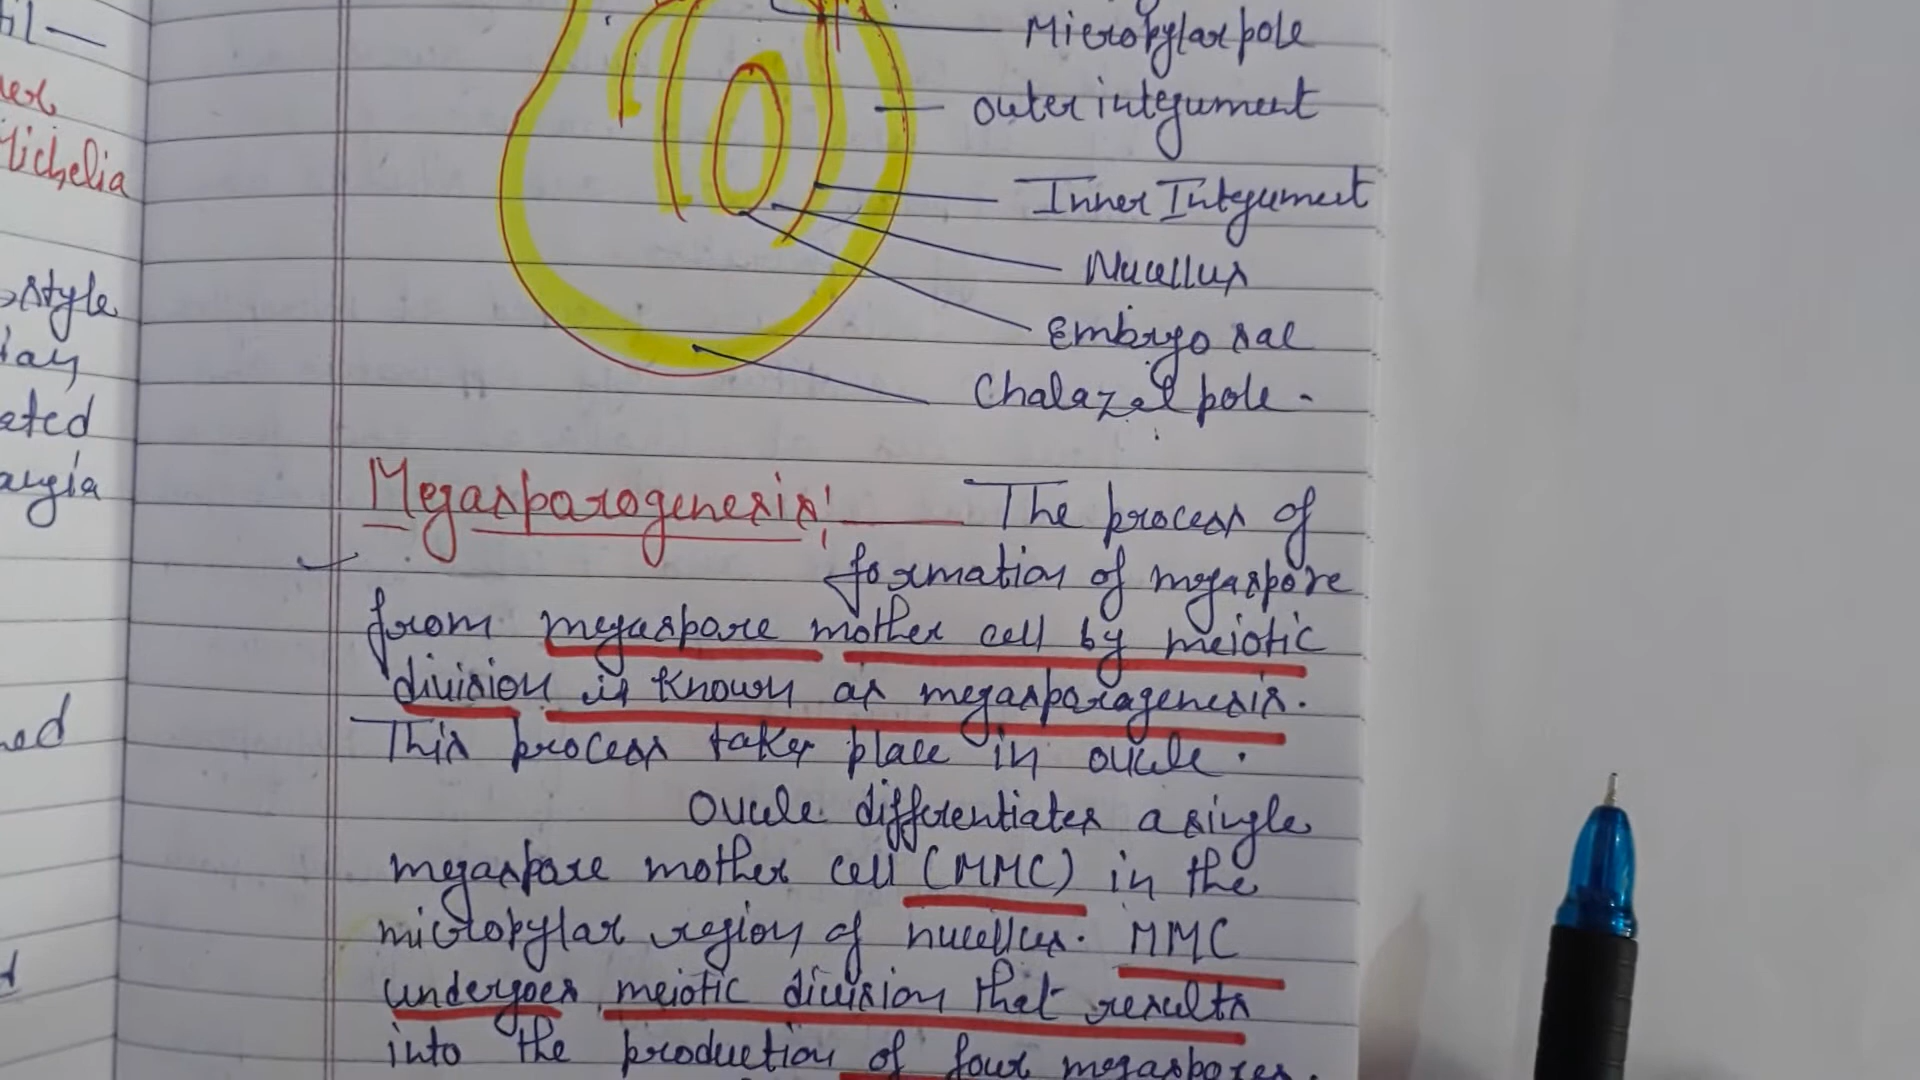 Michelia
style
ated
Micropylar pole
outer integument
Inner Integument
Nucellus
Embryo sac
Chalazal pole.
Megasporogenesis:— The process of
formation of megaspore
from megaspore mother cell by meiotic
division is known as megasporogenesis.
This process takes place in ovule.
Ovule differentiates a single
megaspore mother cell (MMC) in the
micropylar region of nucellus. MMC
undergoes meiotic division that results
into the production of four megaspores.